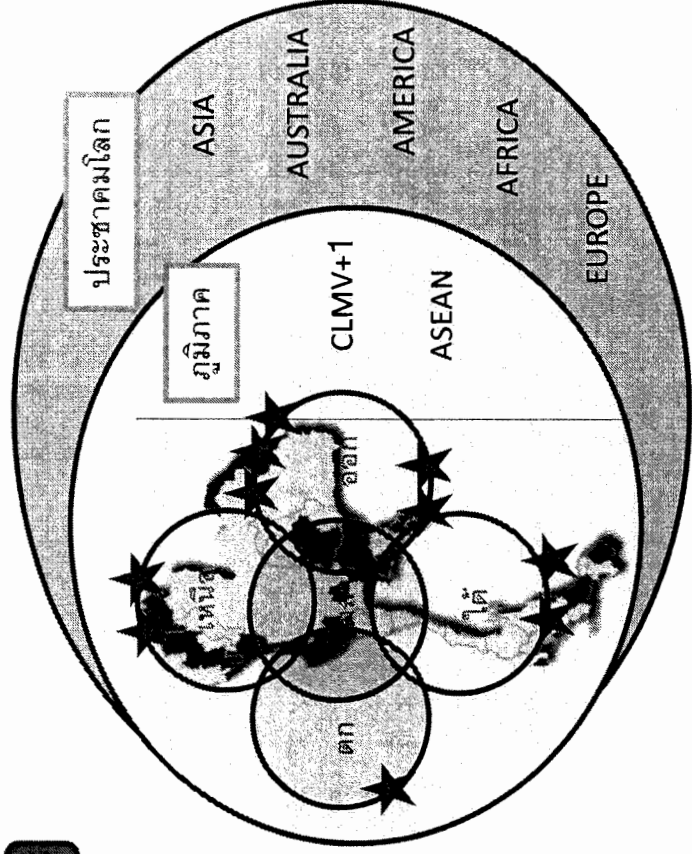 ประชาคมโลก
ASIA
AUSTRALIA
AMERICA
AFRICA
EUROPE
ภูมิภาค
CLMV+1
ASEAN
เหนือ
ออก
ตก
ใต้